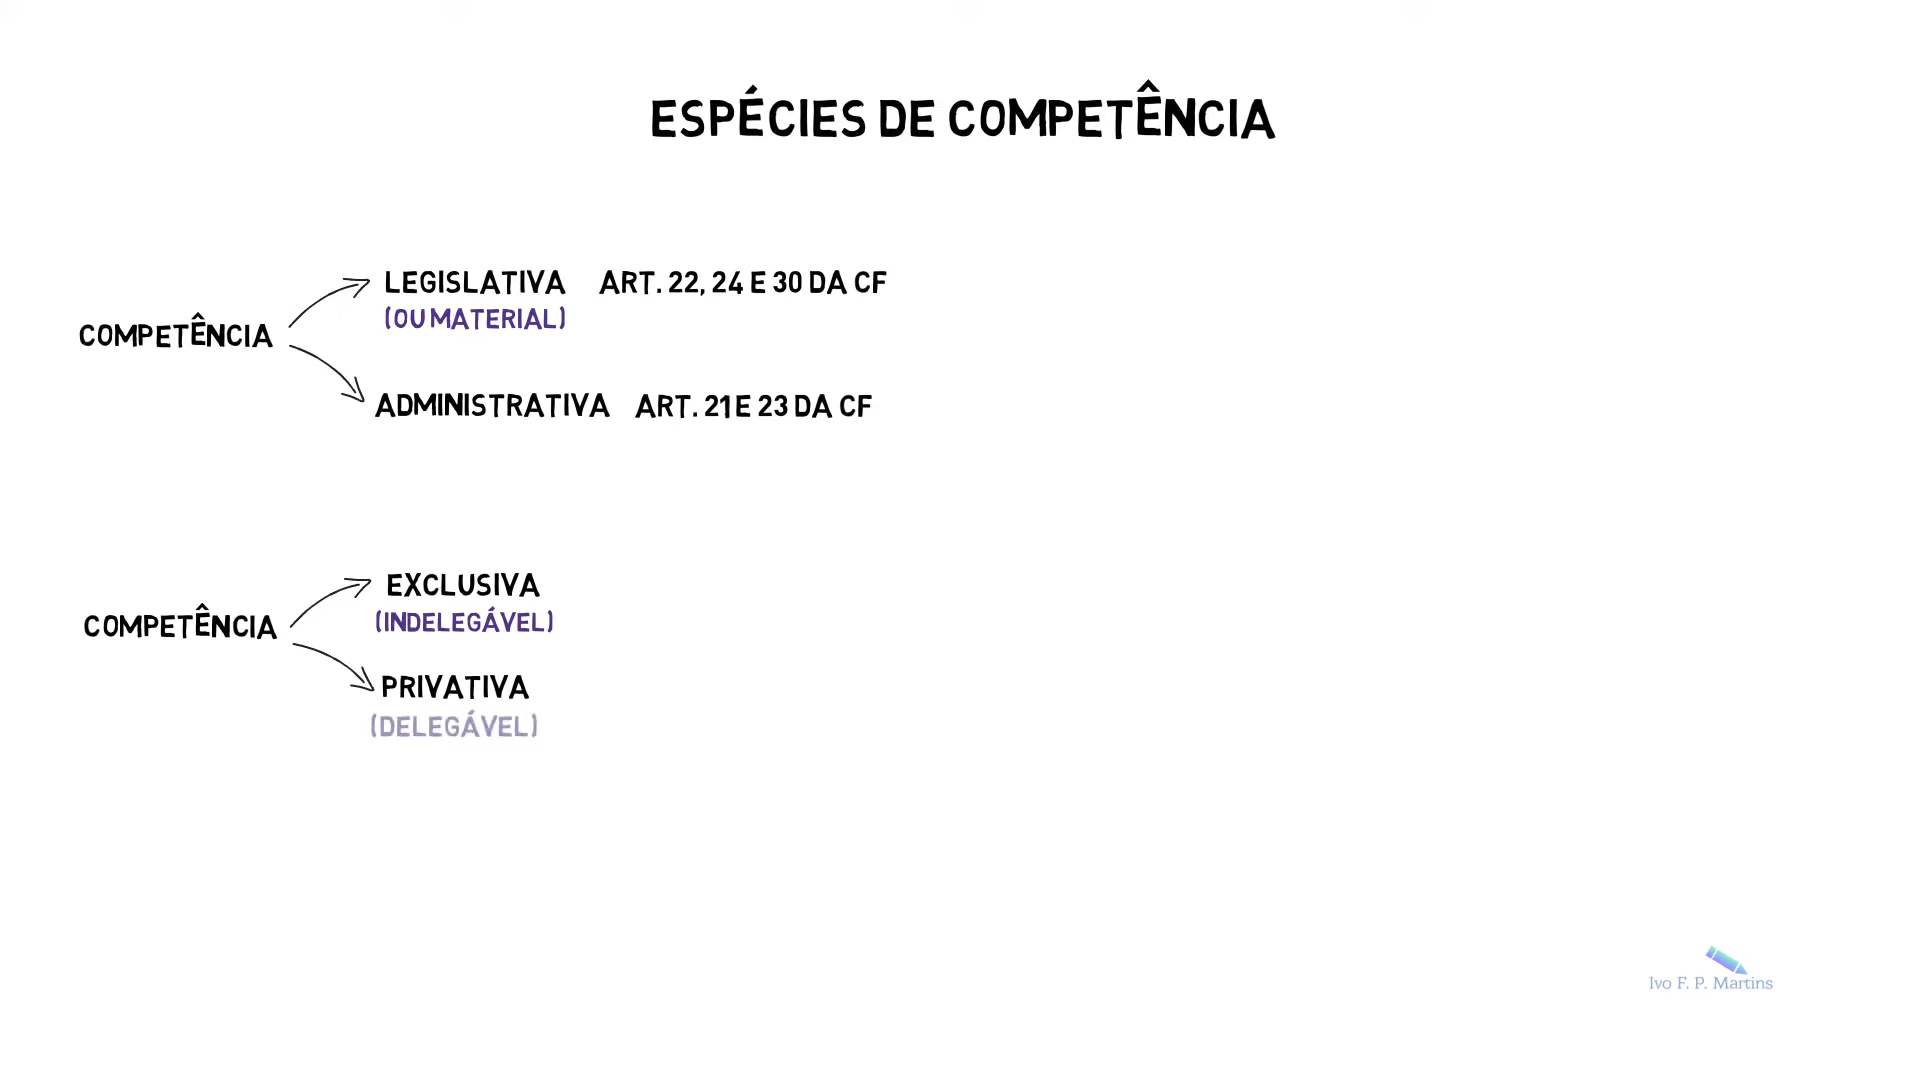 ESPÉCIES DE COMPETÊNCIA
COMPETÊNCIA
LEGISLATIVA ART. 22, 24 E 30 DA CF
(OU MATERIAL)
ADMINISTRATIVA ART. 21 E 23 DA CF
COMPETÊNCIA
EXCLUSIVA
(INDELEGÁVEL)
PRIVATIVA
(DELEGÁVEL)
Ivo F. P. Martins